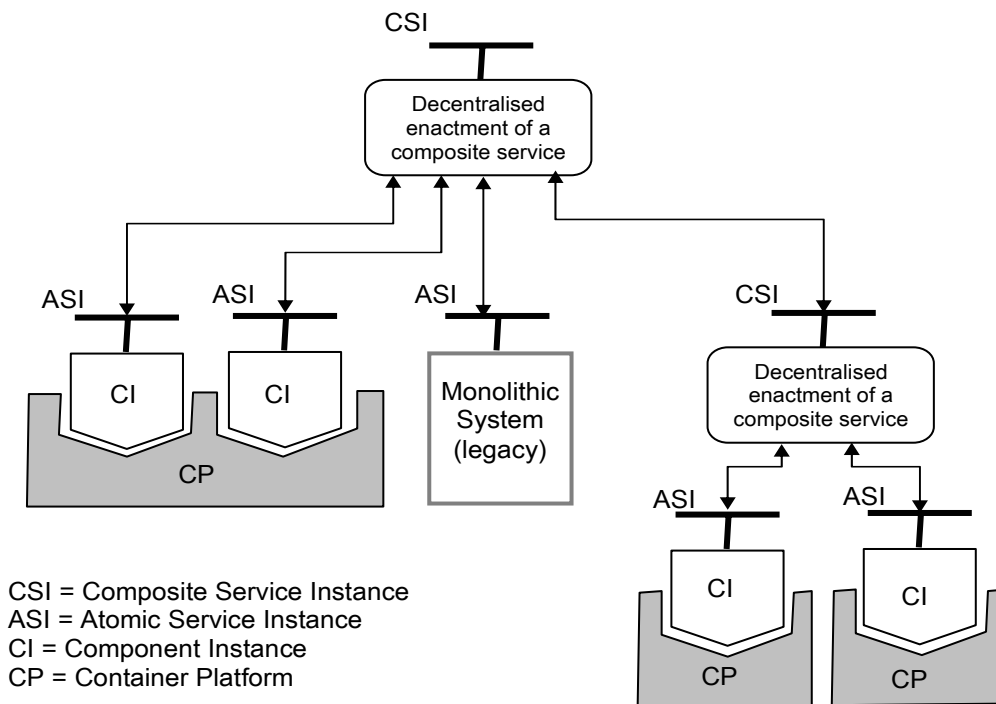 CSI
Decentralised
enactment of a
composite service
ASI
ASI
ASI
CSI
CI
CI
CP
Monolithic
System
(legacy)
Decentralised
enactment of a
composite service
ASI
ASI
CI
CI
CP
CP
CSI = Composite Service Instance
ASI = Atomic Service Instance
CI = Component Instance
CP = Container Platform